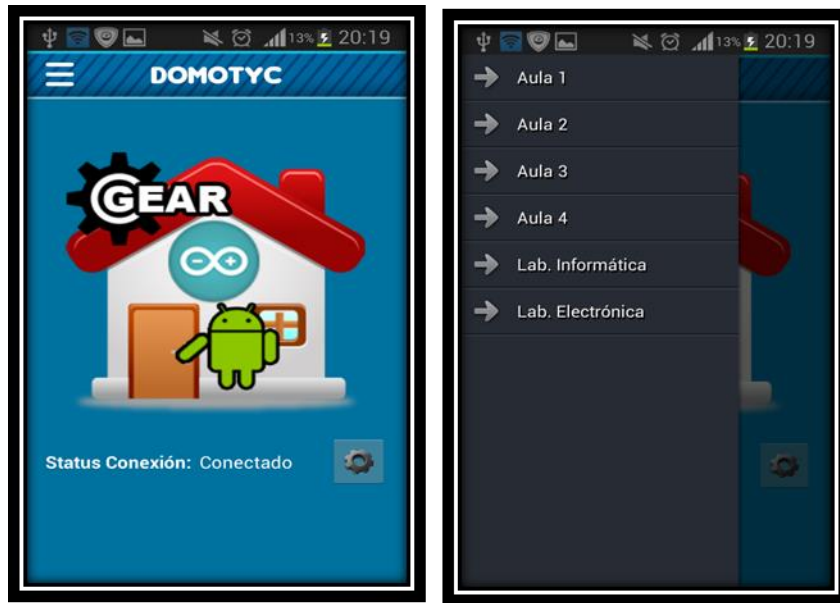 13% 20:19
DOMOTYC
GEAR
Status Conexión: Conectado
13% 20:19
Aula 1
Aula 2
Aula 3
Aula 4
Lab. Informática
Lab. Electrónica